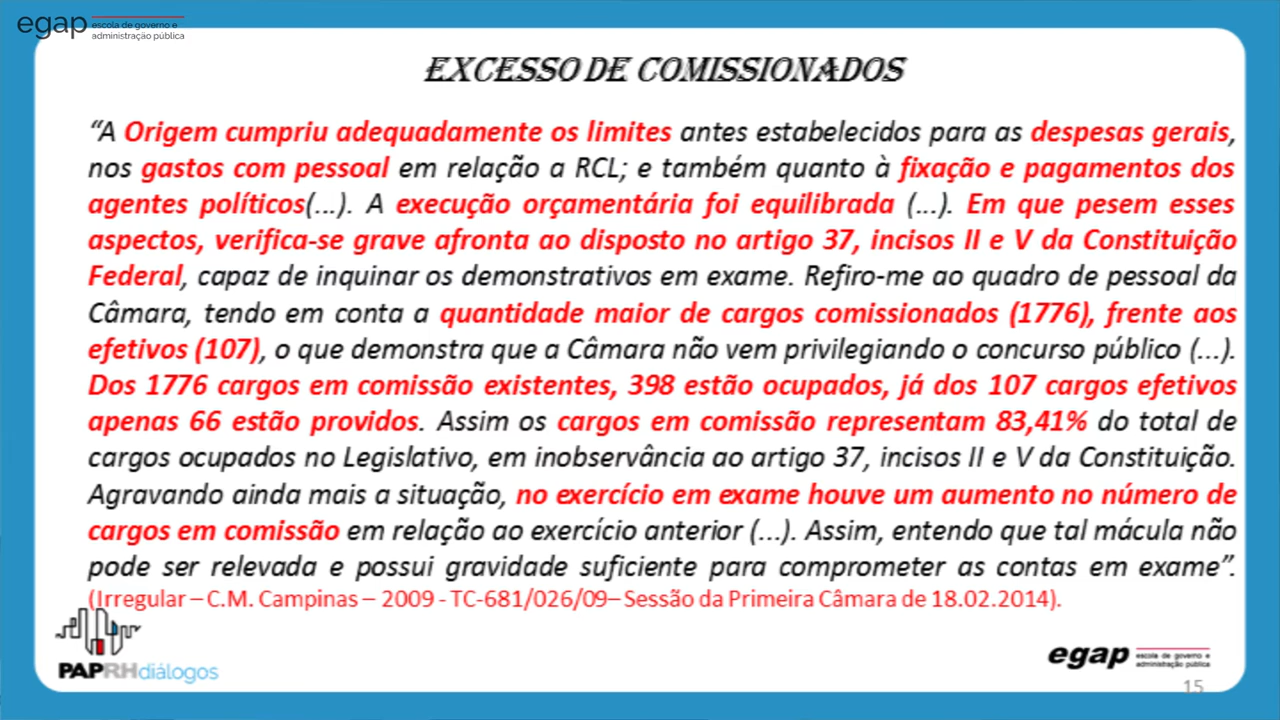 egap escola de governo e
administração pública
EXCESSO DE COMISSIONADOS
“A Origem cumpriu adequadamente os limites antes estabelecidos para as despesas gerais,
nos gastos com pessoal em relação a RCL; e também quanto à fixação e pagamentos dos
agentes políticos(...). A execução orçamentária foi equilibrada (...). Em que pesem esses
aspectos, verifica-se grave afronta ao disposto no artigo 37, incisos II e V da Constituição
Federal, capaz de inquinar os demonstrativos em exame. Refiro-me ao quadro de pessoal da
Câmara, tendo em conta a quantidade maior de cargos comissionados (1776), frente aos
efetivos (107), o que demonstra que a Câmara não vem privilegiando o concurso público (...).
Dos 1776 cargos em comissão existentes, 398 estão ocupados, já dos 107 cargos efetivos
apenas 66 estão providos. Assim os cargos em comissão representam 83,41% do total de
cargos ocupados no Legislativo, em inobservância ao artigo 37, incisos II e V da Constituição.
Agravando ainda mais a situação, no exercício em exame houve um aumento no número de
cargos em comissão em relação ao exercício anterior (...). Assim, entendo que tal mácula não
pode ser relevada e possui gravidade suficiente para comprometer as contas em exame”.
(Irregular – C.M. Campinas – 2009 - TC-681/026/09– Sessão da Primeira Câmara de 18.02.2014).
PAPRHdiálogos
egap escola de governo e
administração pública
15